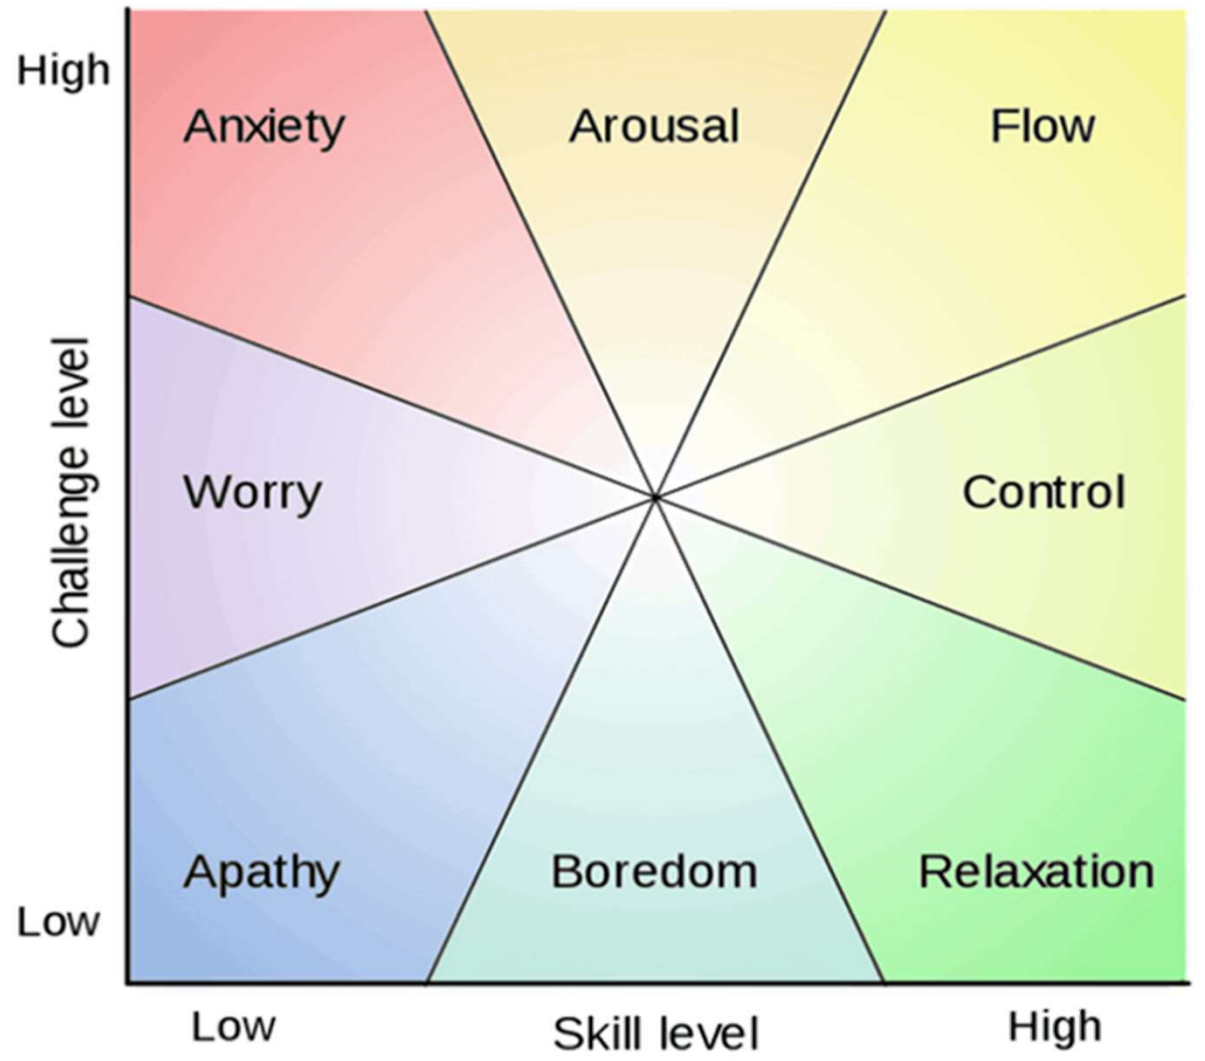 High
Anxiety
Arousal
Flow
Challenge level
Worry
Control
Apathy
Boredom
Relaxation
Low
Low
Skill level
High